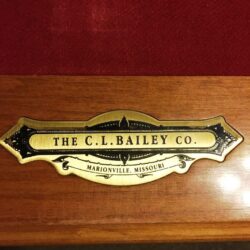 THE C.L.BAILEY CO.
MARIONVILLE, MISSOURI